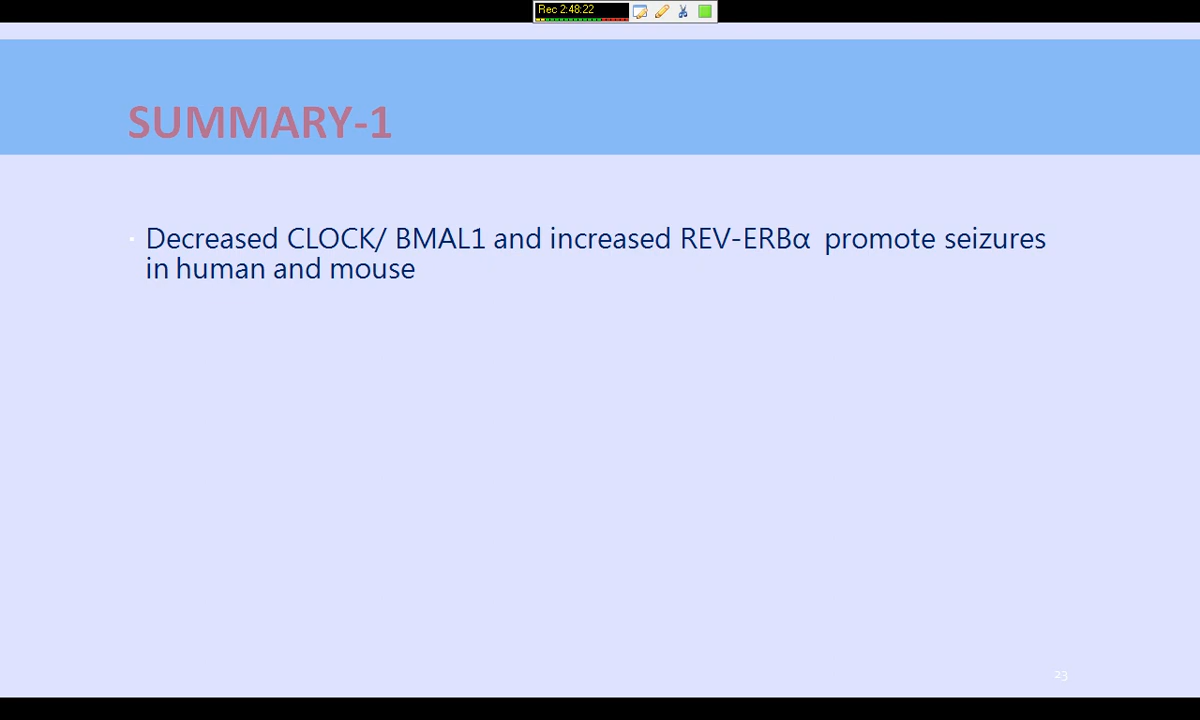 Rec 2:48:22
SUMMARY-1
· Decreased CLOCK/ BMAL1 and increased REV-ERBα promote seizures
in human and mouse
23